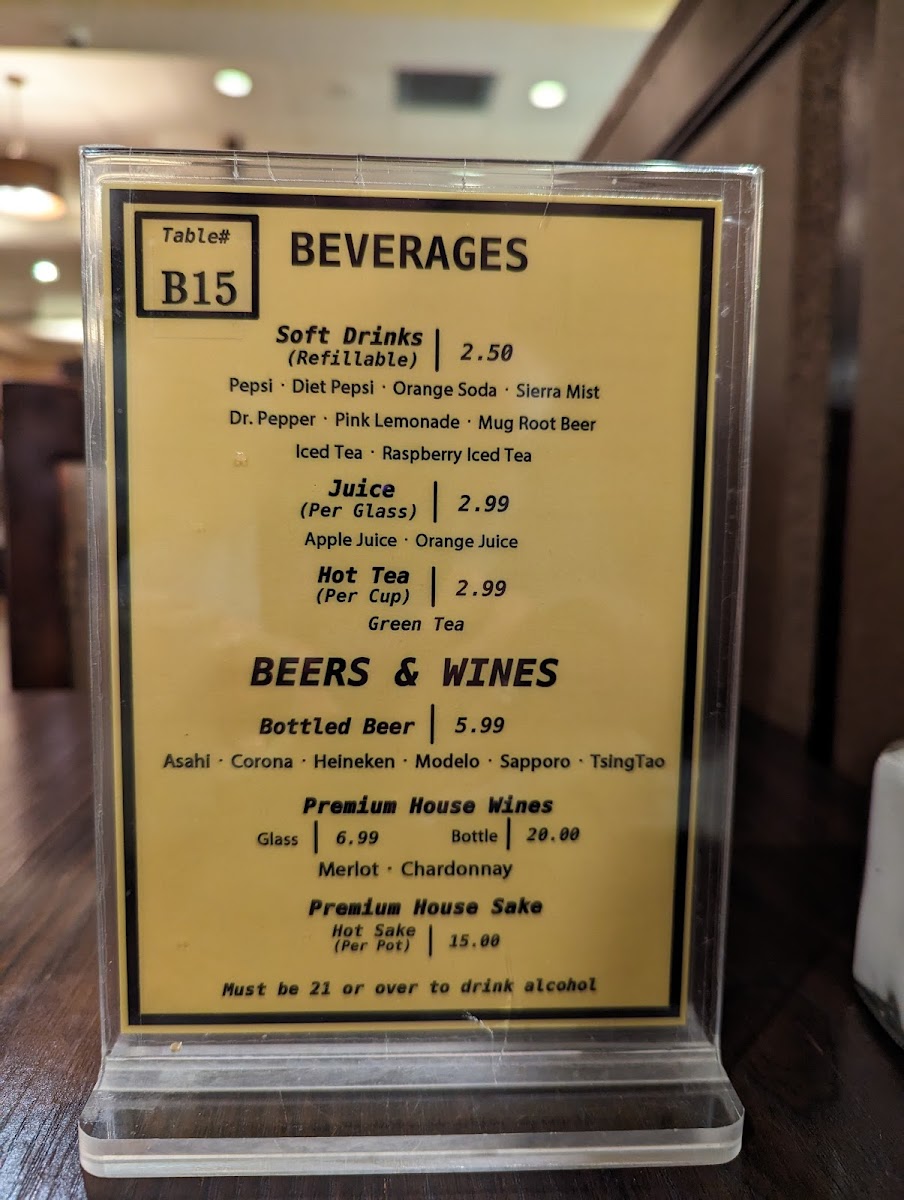 Table#
B15
BEVERAGES
Soft Drinks
(Refillable) | 2.50
Pepsi · Diet Pepsi · Orange Soda · Sierra Mist
Dr. Pepper · Pink Lemonade · Mug Root Beer
Iced Tea · Raspberry Iced Tea
Juice
(Per Glass) | 2.99
Apple Juice · Orange Juice
Hot Tea
(Per Cup) | 2.99
Green Tea
BEERS & WINES
Bottled Beer | 5.99
Asahi · Corona · Heineken · Modelo · Sapporo · TsingTao
Premium House Wines
Glass | 6.99 Bottle | 20.00
Merlot · Chardonnay
Premium House Sake
Hot Sake
(Per Pot) | 15.00
Must be 21 or over to drink alcohol